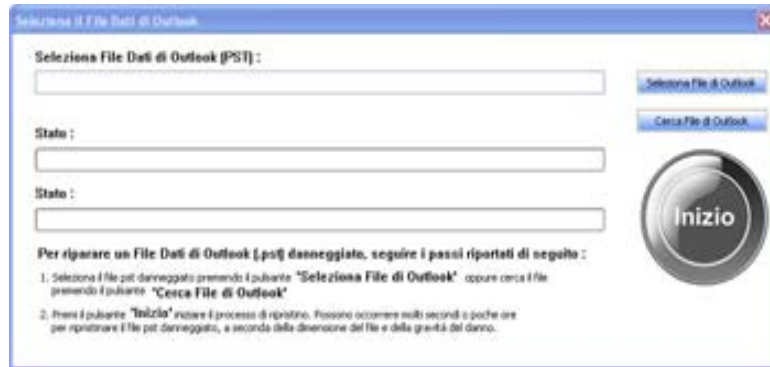 Seleziona il File Dati di Outlook
Seleziona File Dati di Outlook (PST) :
Seleziona File di Outlook
Cerca File di Outlook
Stato :
Stato :
Inizio
Per riparare un File Dati di Outlook (.pst) danneggiato, seguire i passi riportati di seguito :
1. Seleziona il file pst danneggiato premendo il pulsante "Seleziona File di Outlook" oppure cerca il file
premendo il pulsante "Cerca File di Outlook"
2. Premi il pulsante "Inizio" iniziare il processo di ripristino. Possono occorrere molti secondi o poche ore
per ripristinare il file pst danneggiato, a seconda della dimensione del file e della gravità del danno.